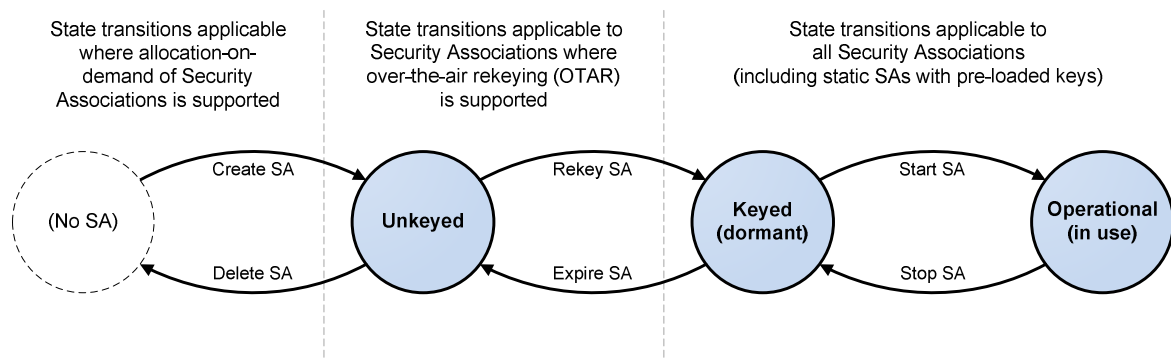 State transitions applicable
where allocation-on-
demand of Security
Associations is supported
State transitions applicable to
Security Associations where
over-the-air rekeying (OTAR)
is supported
State transitions applicable to
all Security Associations
(including static SAs with pre-loaded keys)
Create SA
Rekey SA
Start SA
(No SA)
Unkeyed
Keyed
(dormant)
Operational
(in use)
Delete SA
Expire SA
Stop SA